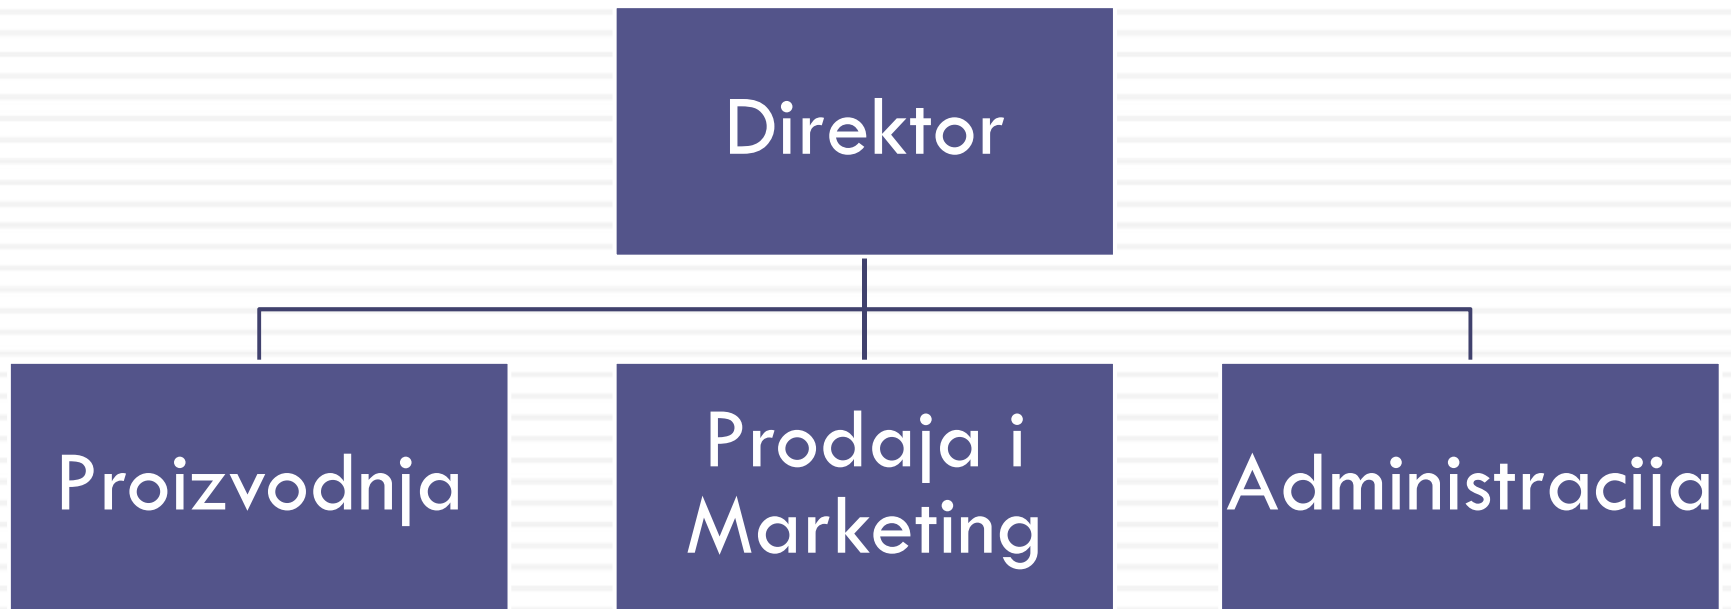 Direktor
Proizvodnja
Prodaja i
Marketing
Administracija